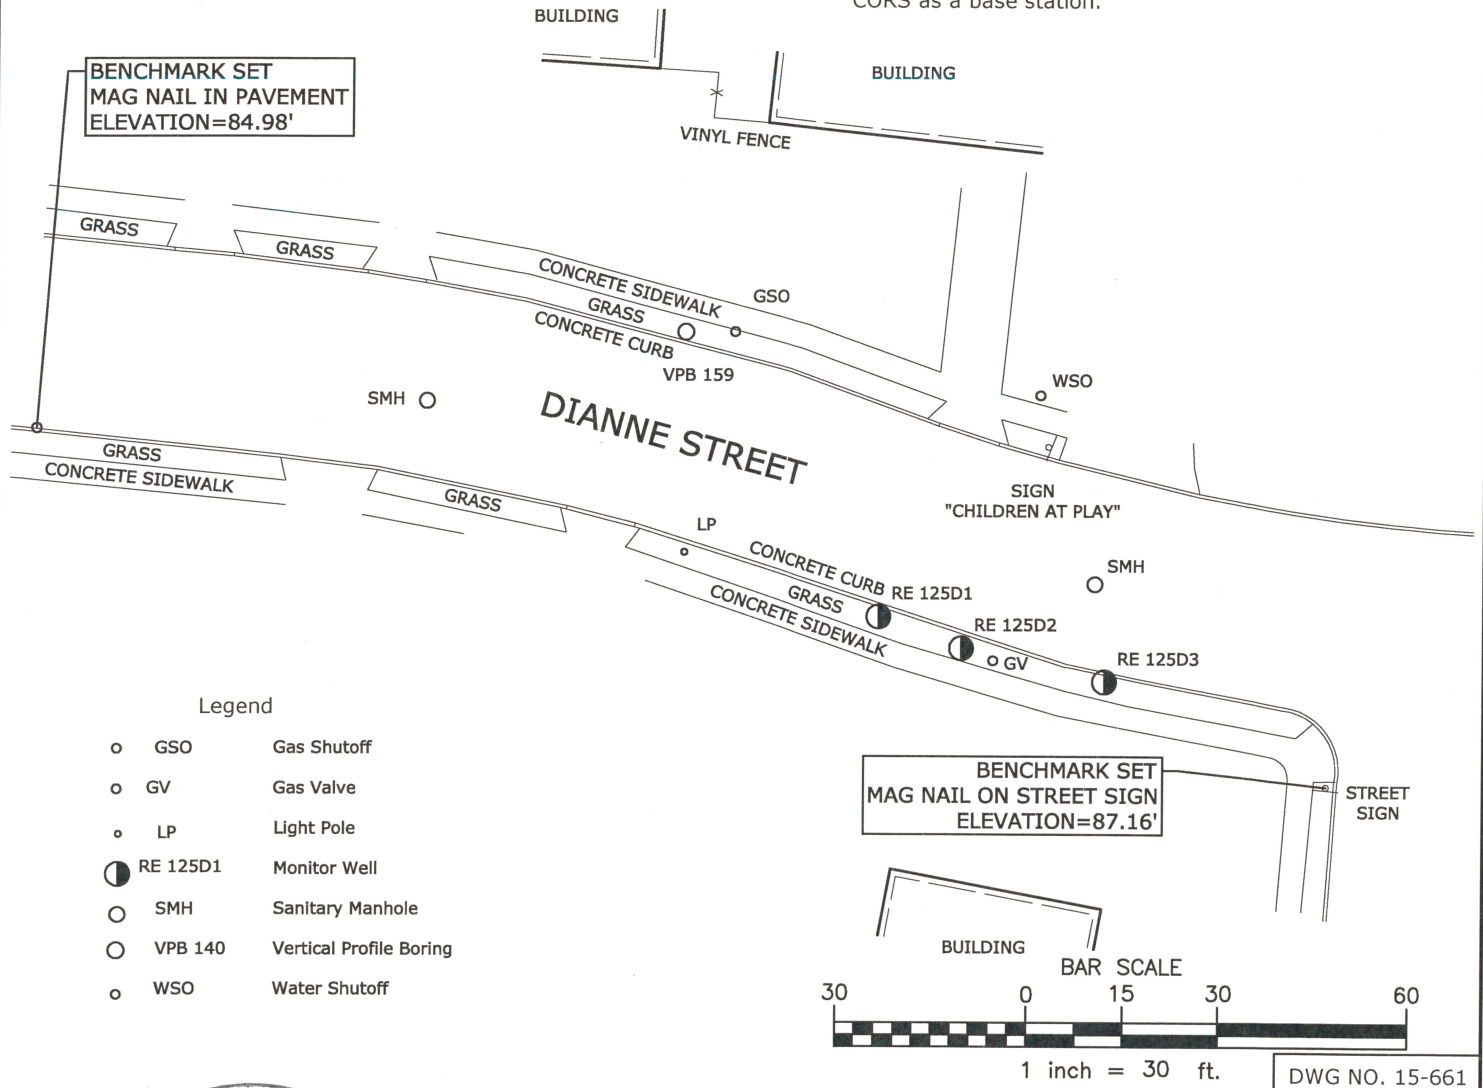 CORS as a base station.
BUILDING
BUILDING
BENCHMARK SET
MAG NAIL IN PAVEMENT
ELEVATION=84.98'
VINYL FENCE
GRASS
GRASS
CONCRETE SIDEWALK
GSO
GRASS
CONCRETE CURB
VPB 159
WSO
SMH
DIANNE STREET
GRASS
CONCRETE SIDEWALK
GRASS
SIGN
"CHILDREN AT PLAY"
LP
CONCRETE CURB
SMH
GRASS
RE 125D1
CONCRETE SIDEWALK
RE 125D2
GV
RE 125D3
Legend
GSO Gas Shutoff
GV Gas Valve
LP Light Pole
RE 125D1 Monitor Well
SMH Sanitary Manhole
VPB 140 Vertical Profile Boring
WSO Water Shutoff
BENCHMARK SET
MAG NAIL ON STREET SIGN
ELEVATION=87.16'
STREET
SIGN
BUILDING
BAR SCALE
30 0 15 30 60
1 inch = 30 ft.
DWG NO. 15-661